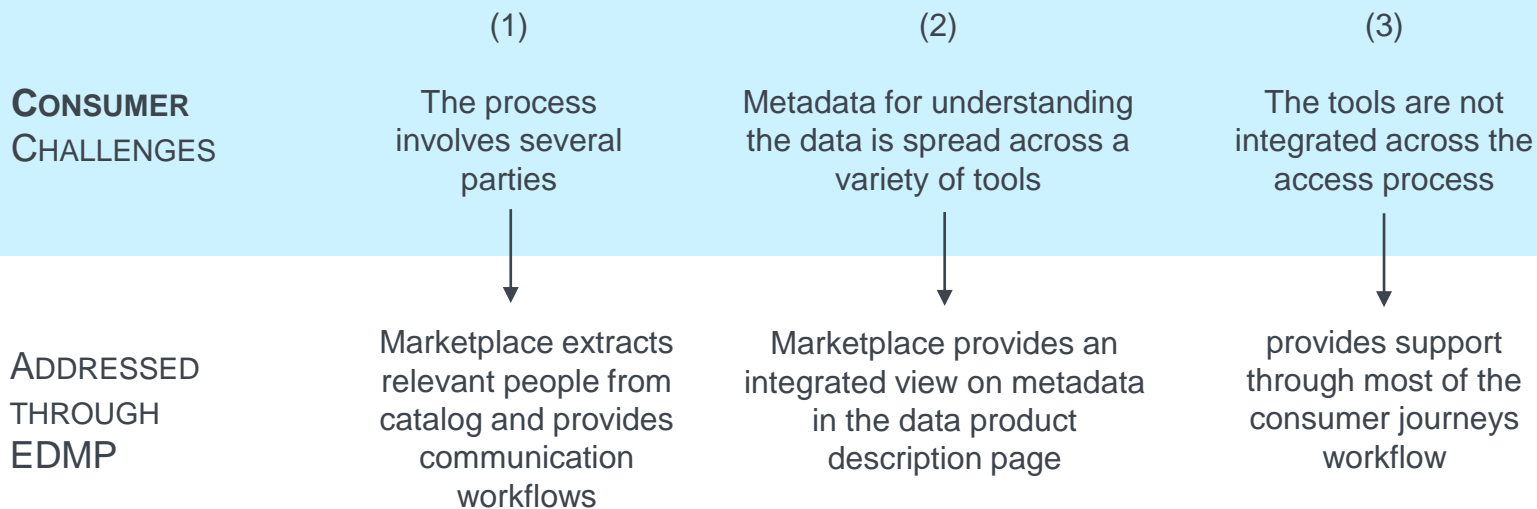 (1)
(2)
(3)
CONSUMER
CHALLENGES
The process
involves several
parties
Metadata for understanding
the data is spread across a
variety of tools
The tools are not
integrated across the
access process
ADDRESSED
THROUGH
EDMP
Marketplace extracts
relevant people from
catalog and provides
communication
workflows
Marketplace provides an
integrated view on metadata
in the data product
description page
provides support
through most of the
consumer journeys
workflow